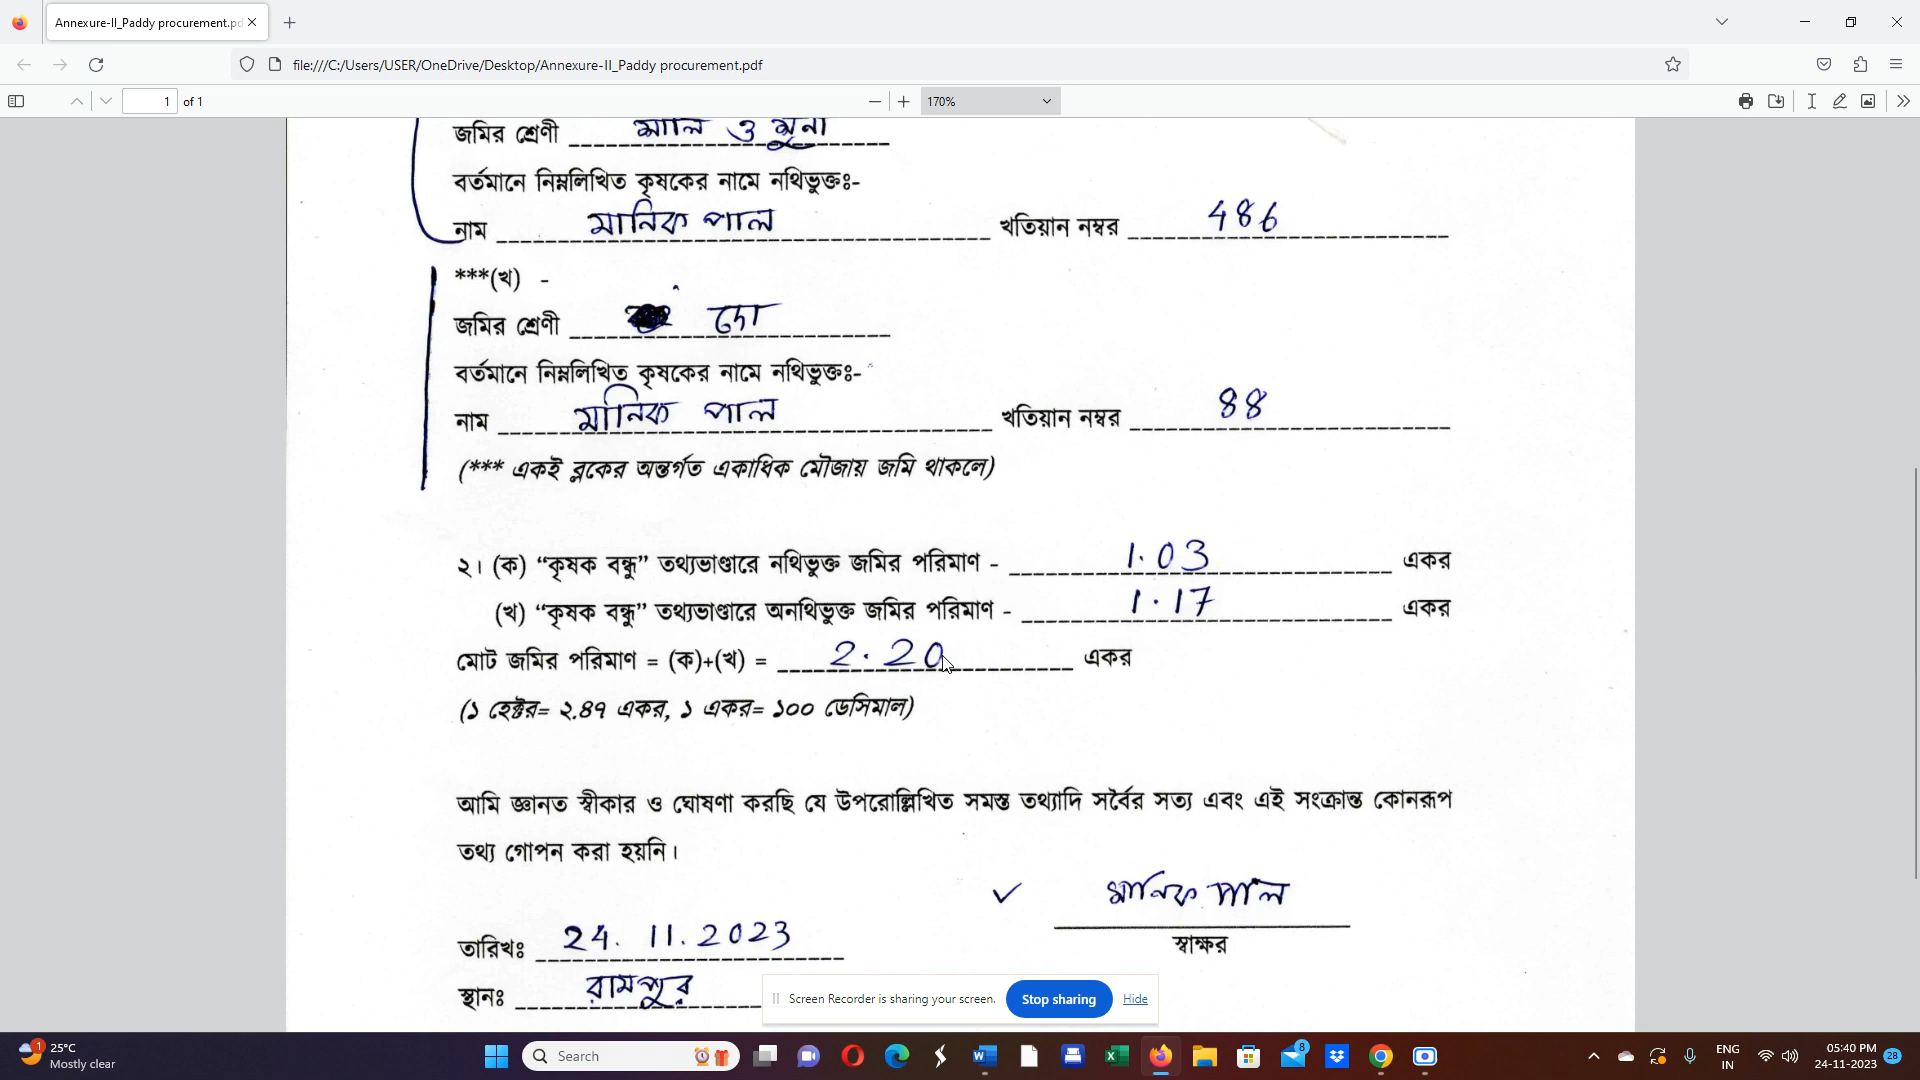 Annexure-II_Paddy procurement.pd
file:///C:/Users/USER/OneDrive/Desktop/Annexure-II_Paddy procurement.pdf
1 of 1
170%
জমির শ্রেণী শালি ও
বর্তমানে নিম্নলিখিত কৃষকের নামে নথিভুক্তঃ-
নাম মানিক পাল খতিয়ান নম্বর 486
***(খ) -
জমির শ্রেণী ডো
বর্তমানে নিম্নলিখিত কৃষকের নামে নথিভুক্তঃ-
নাম মানিক পাল খতিয়ান নম্বর 88
(*** একই ব্লকের অন্তর্গত একাধিক মৌজায় জমি থাকলে)
২। (ক) “কৃষক বন্ধু” তথ্যভাণ্ডারে নথিভুক্ত জমির পরিমাণ - 1.03 একর
(খ) “কৃষক বন্ধু” তথ্যভাণ্ডারে অনথিভুক্ত জমির পরিমাণ - 1.17 একর
মোট জমির পরিমাণ = (ক)+(খ) = 2.20 একর
(১ হেক্টর= ২.৪৭ একর, ১ একর= ১০০ ডেসিমাল)
আমি জ্ঞানত স্বীকার ও ঘোষণা করছি যে উপরোল্লিখিত সমস্ত তথ্যাদি সর্বৈর সত্য এবং এই সংক্রান্ত কোনরূপ
তথ্য গোপন করা হয়নি।
মানিক পাল
তারিখঃ 24. 11. 2023
স্বাক্ষর
স্থানঃ রামপুর
Screen Recorder is sharing your screen. Stop sharing Hide
1 25°C
Mostly clear
Search
8
ENG
IN
05:40 PM
24-11-2023
28